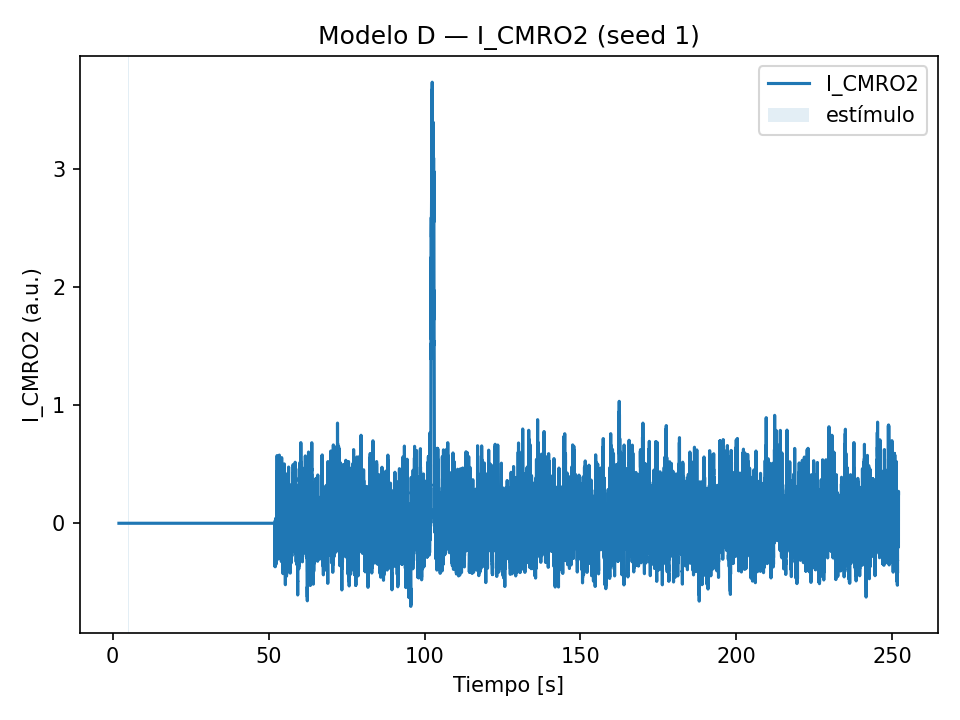 Modelo D — I_CMRO2 (seed 1)
I_CMRO2
estímulo
I_CMRO2 (a.u.)
3
2
1
0
0 50 100 150 200 250
Tiempo [s]